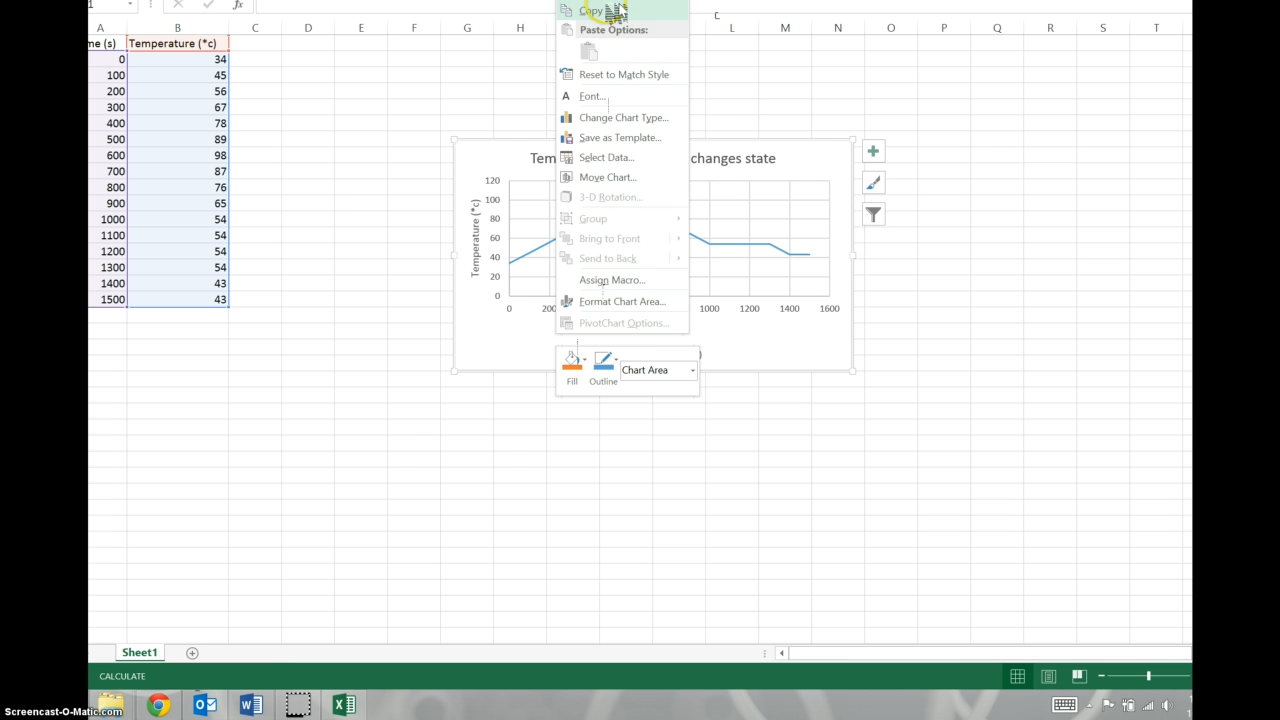 1 fx
A B C D E G H L M N O P Q R S T
me (s) Temperature (*c)
0 34
100 45
200 56
300 67
400 78
500 89
600 98
700 87
800 76
900 65
1000 54
1100 54
1200 54
1300 54
1400 43
1500 43
Copy
Paste Options:
Reset to Match Style
Font...
Change Chart Type...
Save as Template...
Select Data...
Move Chart...
3-D Rotation...
Group
Bring to Front
Send to Back
Assign Macro...
Format Chart Area...
PivotChart Options...
Fill Outline Chart Area
Tem changes state
Temperature (*c)
120
100
80
60
40
20
0
0 200 1000 1200 1400 1600
)
Sheet1
CALCULATE
Screencast-O-Matic.com